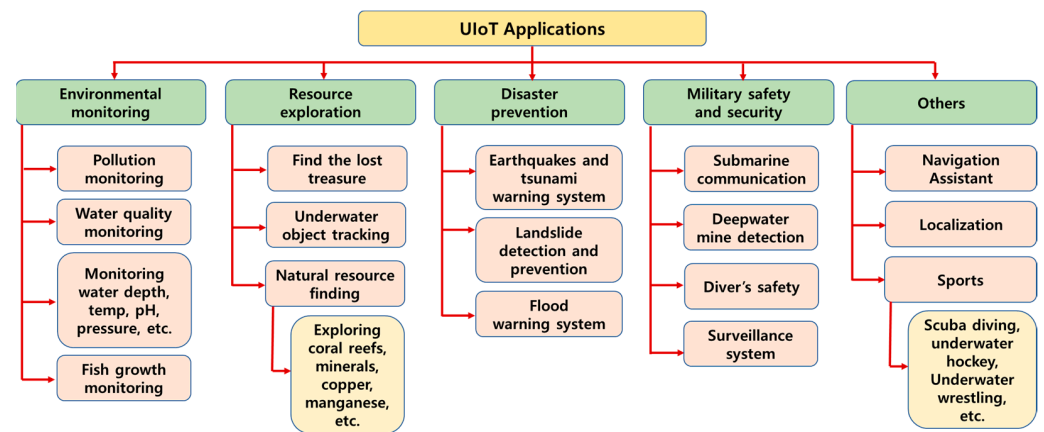 UIoT Applications
Environmental
monitoring
Pollution
monitoring
Water quality
monitoring
Monitoring
water depth,
temp, pH,
pressure, etc.
Fish growth
monitoring
Resource
exploration
Find the lost
treasure
Underwater
object tracking
Natural resource
finding
Exploring
coral reefs,
minerals,
copper,
manganese,
etc.
Disaster
prevention
Earthquakes and
tsunami
warning system
Landslide
detection and
prevention
Flood
warning system
Military safety
and security
Submarine
communication
Deepwater
mine detection
Diver’s safety
Surveillance
system
Others
Navigation
Assistant
Localization
Sports
Scuba diving,
underwater
hockey,
Underwater
wrestling,
etc.